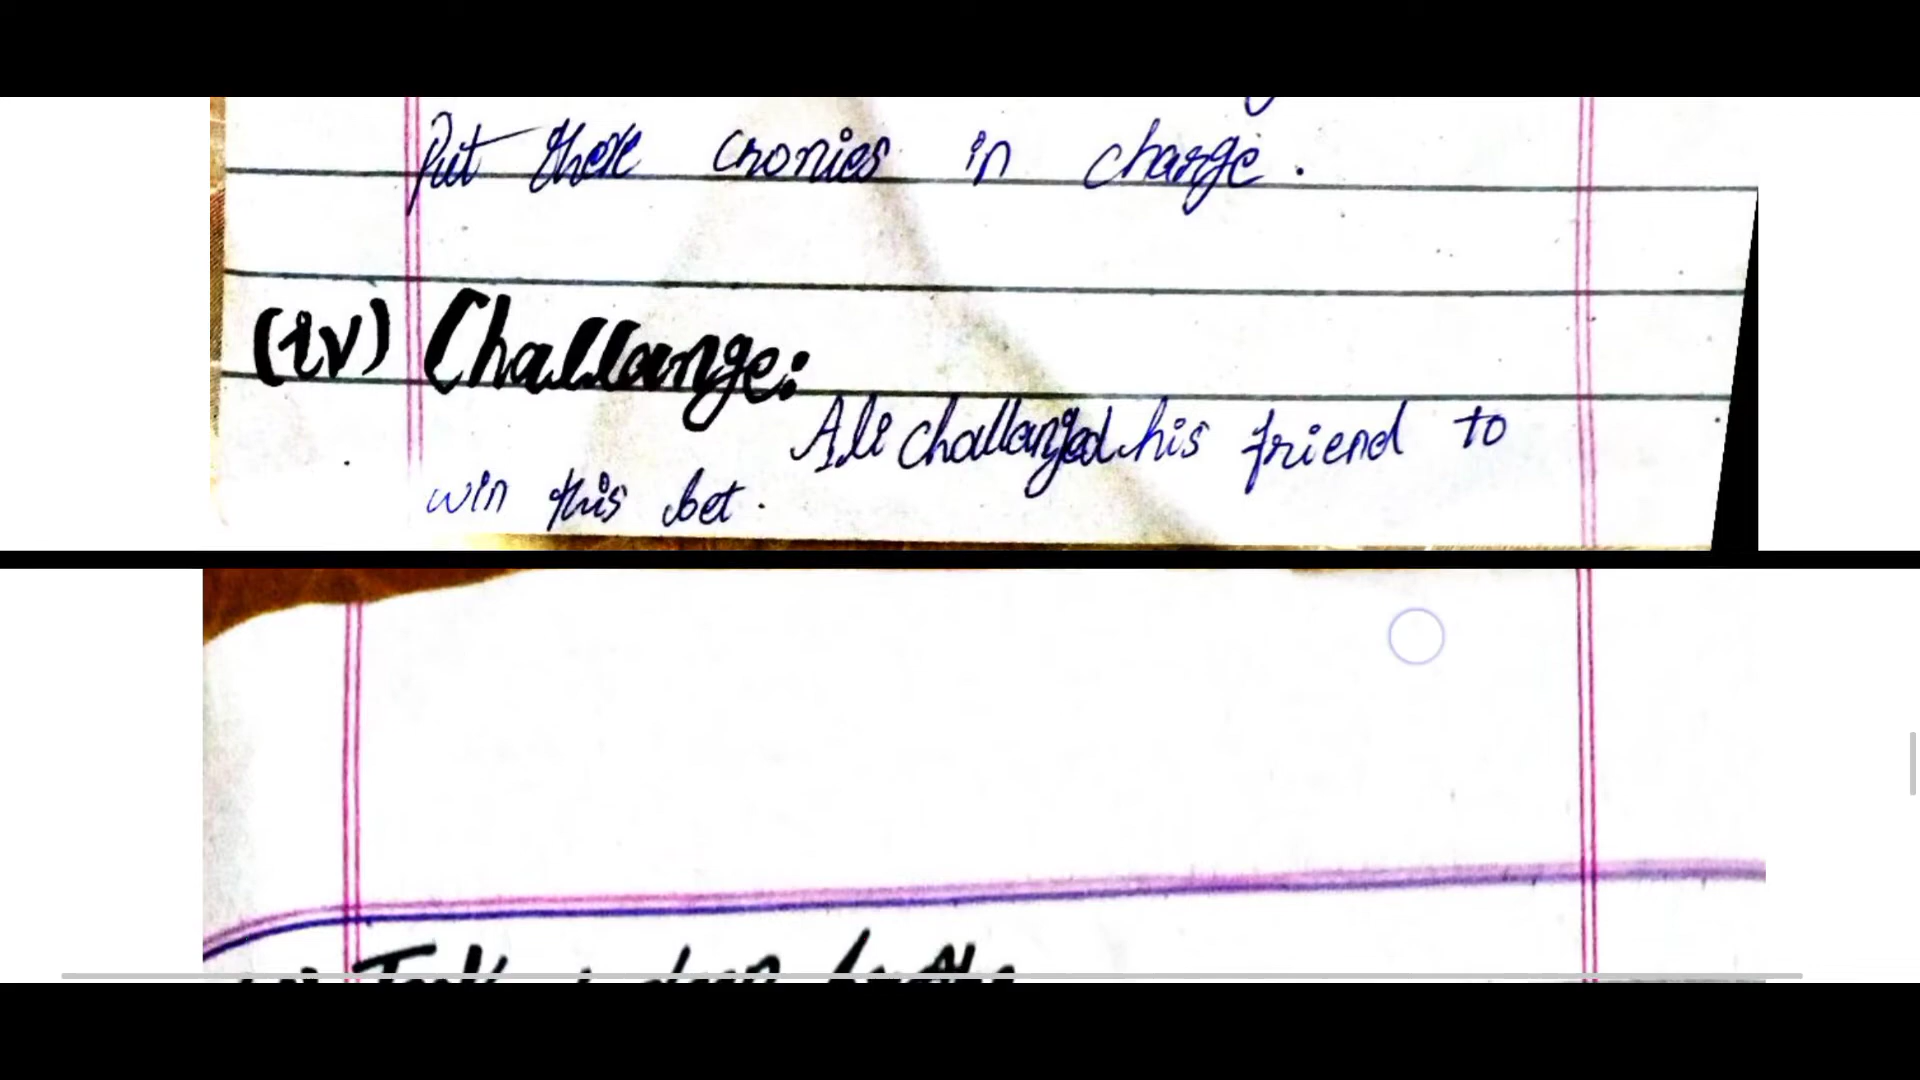 Put there cronies in charge.
(iv) Challange:
Ali challanged his friend to
win this bet.